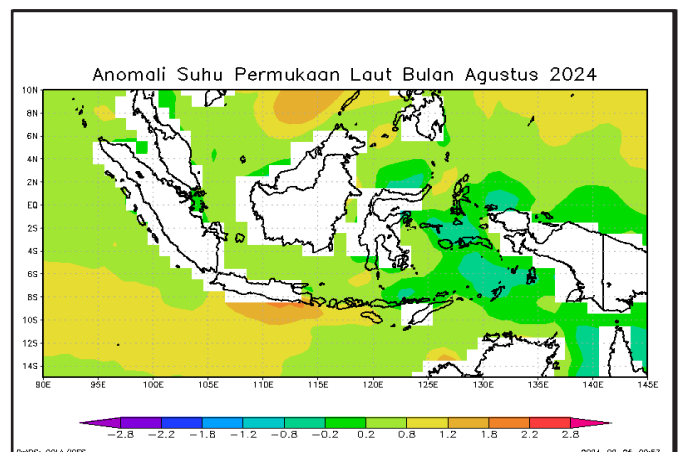 Anomali Suhu Permukaan Laut Bulan Agustus 2024
10N
8N
6N
4N
2N
EQ
2S
4S
6S
8S
10S
12S
14S
90E 95E 100E 105E 110E 115E 120E 125E 130E 135E 140E 145E
-2.8 -2.2 -1.8 -1.2 -0.8 -0.2 0.2 0.8 1.2 1.8 2.2 2.8